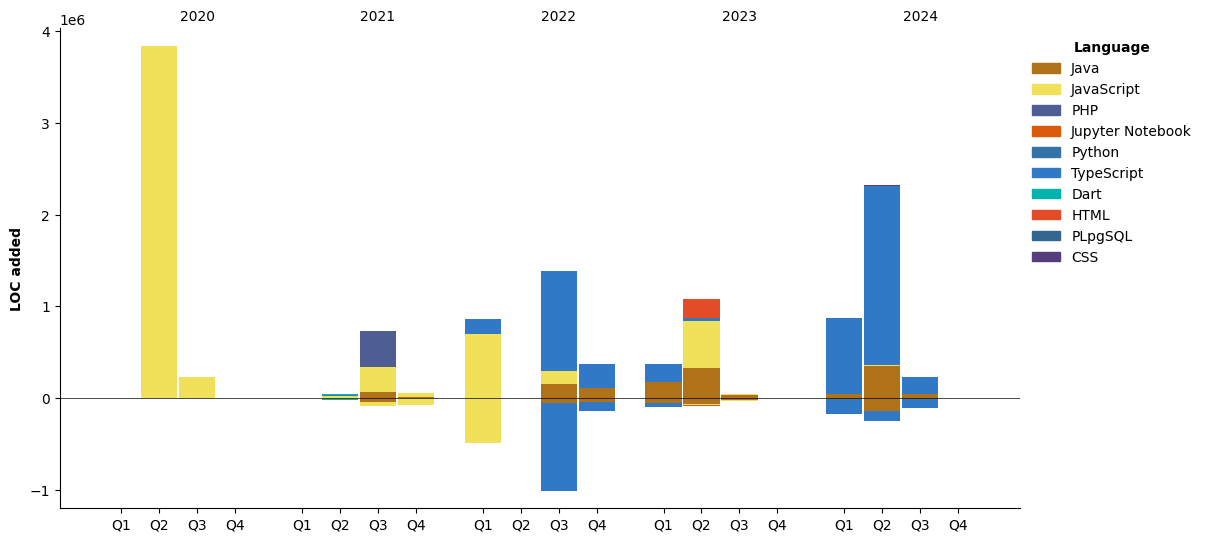 2020 2021 2022 2023 2024
1e6
4
3
2
1
0
−1
LOC added
Q1 Q2 Q3 Q4 Q1 Q2 Q3 Q4 Q1 Q2 Q3 Q4 Q1 Q2 Q3 Q4 Q1 Q2 Q3 Q4
Language
Java
JavaScript
PHP
Jupyter Notebook
Python
TypeScript
Dart
HTML
PLpgSQL
CSS